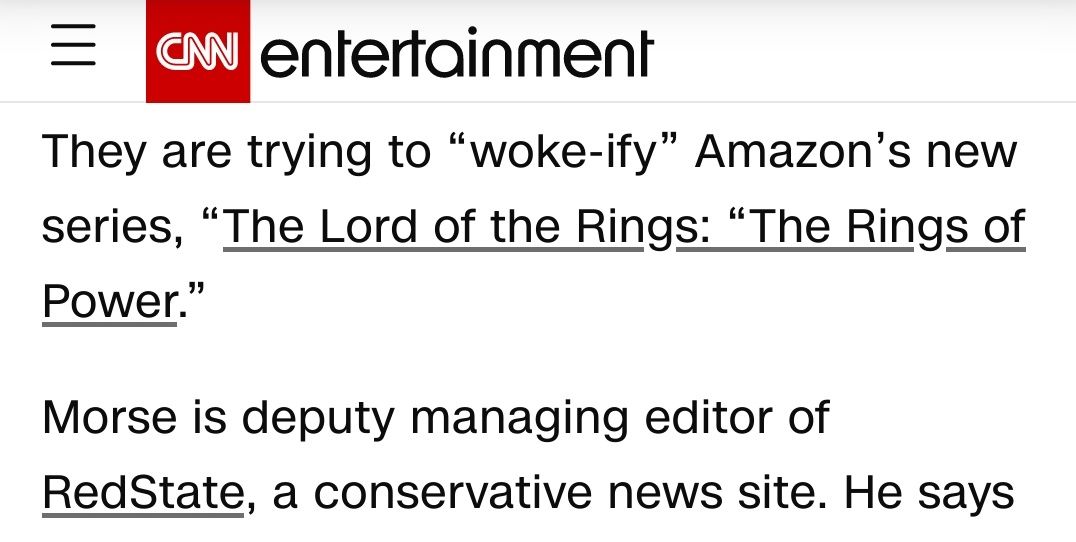 CNN entertainment
They are trying to “woke-ify” Amazon’s new
series, “The Lord of the Rings: “The Rings of
Power.”
Morse is deputy managing editor of
RedState, a conservative news site. He says